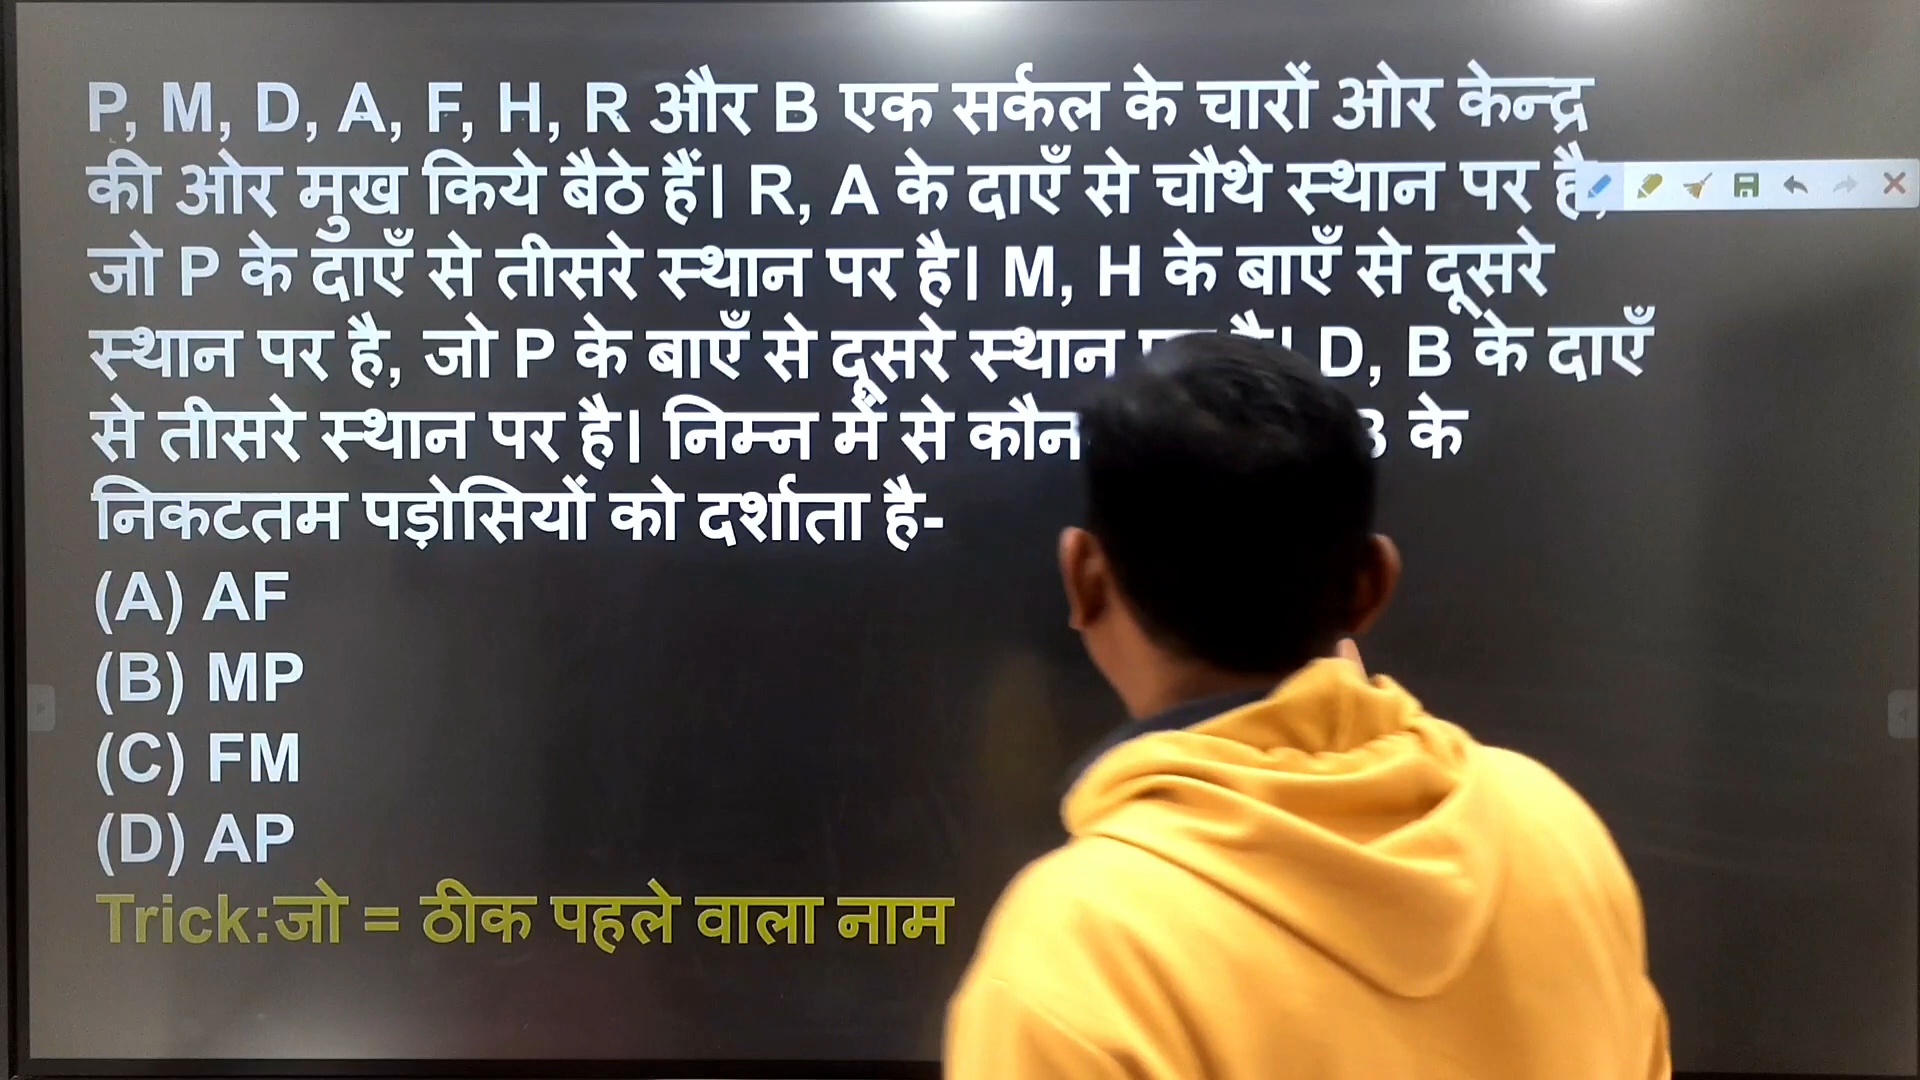 P, M, D, A, F, H, R और B एक सर्कल के चारों ओर केन्द्र
की ओर मुख किये बैठे हैं। R, A के दाएँ से चौथे स्थान पर है,
जो P के दाएँ से तीसरे स्थान पर है। M, H के बाएँ से दूसरे
स्थान पर है, जो P के बाएँ से दूसरे स्थान है। D, B के दाएँ
से तीसरे स्थान पर है। निम्न में से कौन के
निकटतम पड़ोसियों को दर्शाता है-
(A) AF
(B) MP
(C) FM
(D) AP
Trick:जो = ठीक पहले वाला नाम